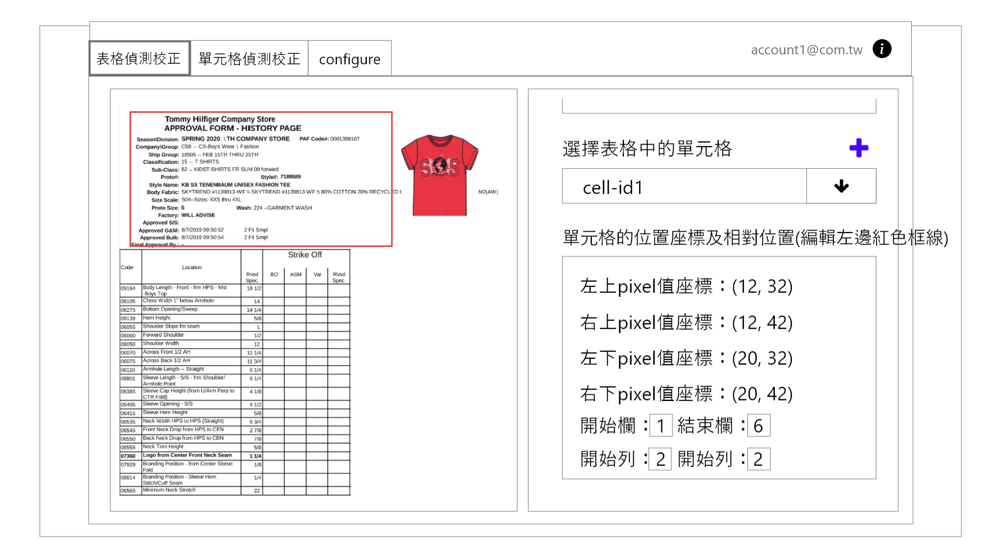 表格偵測校正 單元格偵測校正 configure
account1@com.tw
Tommy Hilfiger Company Store
APPROVAL FORM - HISTORY PAGE
Season\Division: SPRING 2020 \ TH COMPANY STORE PAF Code#: 0001398167
Company\Group: C58 -- CS-Boy's Wear \ Fashion
Ship Group: 18505 -- FEB 15TH THRU 25TH
Classification: 15 -- T SHIRTS
Sub-Class: 62 -- KIDST-SHIRTS FR SUM 09 forward
Proto#: Style#: 7189589
Style Name: KB SS TENENBAUM UNISEX FASHION TEE
Body Fabric: SKYTREND #1139813-WF \\ SKYTREND #1139813-WF \\ 80% COTTON 20% RECYCLED ( M2(AW)
Size Scale: 504--Sizes: XXS thru 4XL
Proto Size: S Wash: 224 --GARMENT WASH
Factory: WILL ADVISE
Approved S/S:
Approved G&M: 8/7/2019 09:50:52 2 Fit Smpl
Approved Bulk: 8/7/2019 09:50:54 2 Fit Smpl
Final Approval By : ~
SOS
Strike Off
Code Location Rvsd Spec. BO ASM Var Rvsd Spec.
09184 Body Length - Front - frm HPS - Mid 18 1/2
-Boys Top
06105 Chest Width 1" below Armhole 14
06275 Bottom Opening/Sweep 14 1/4
09139 Hem Height 5/8
06055 Shoulder Slope fm seam 1
06060 Forward Shoulder 1/2
06050 Shoulder Width 12
06070 Across Front 1/2 AH 11 1/4
06075 Across Back 1/2 AH 11 3/4
06110 Armhole Length -- Straight 6 1/4
08801 Sleeve Length - S/S - frm Shoulder/ 6 1/4
Armhole Point
06385 Sleeve Cap Height (from U/Arm Perp to 4 1/8
CTR Fold)
06495 Sleeve Opening - S/S 4 1/2
06415 Sleeve Hem Height 5/8
06535 Neck Width HPS to HPS (Straight) 6 3/4
06545 Front Neck Drop from HPS to CFN 2 7/8
06550 Back Neck Drop from HPS to CBN 7/8
06555 Neck Trim Height 5/8
07360 Logo from Center Front Neck Seam 1 1/4
07929 Branding Position - from Center Sleeve 1/8
Fold
08814 Branding Position - Sleeve Hem 1/4
Stitch/Cuff Seam
06565 Minimum Neck Stretch 22
選擇表格中的單元格
cell-id1
單元格的位置座標及相對位置(編輯左邊紅色框線)
左上pixel值座標：(12, 32)
右上pixel值座標：(12, 42)
左下pixel值座標：(20, 32)
右下pixel值座標：(20, 42)
開始欄：1 結束欄：6
開始列：2 開始列：2